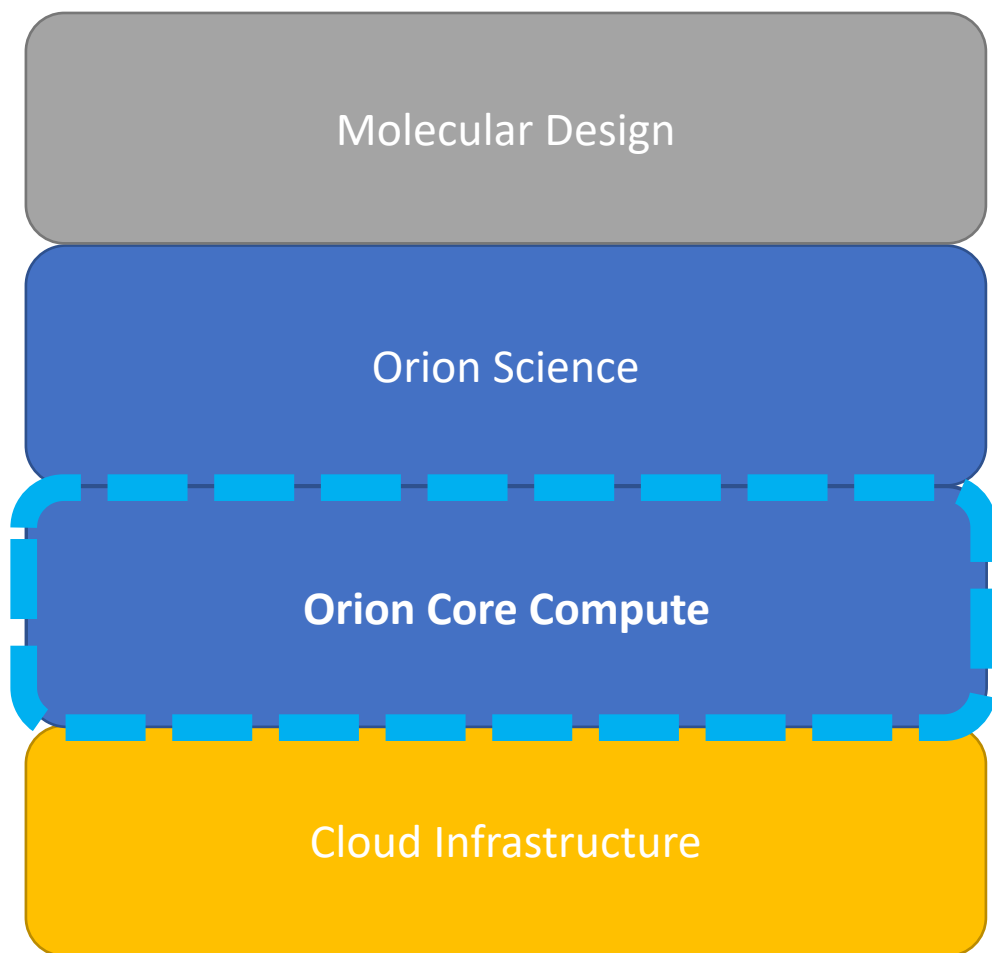 Molecular Design
Orion Science
Orion Core Compute
Cloud Infrastructure